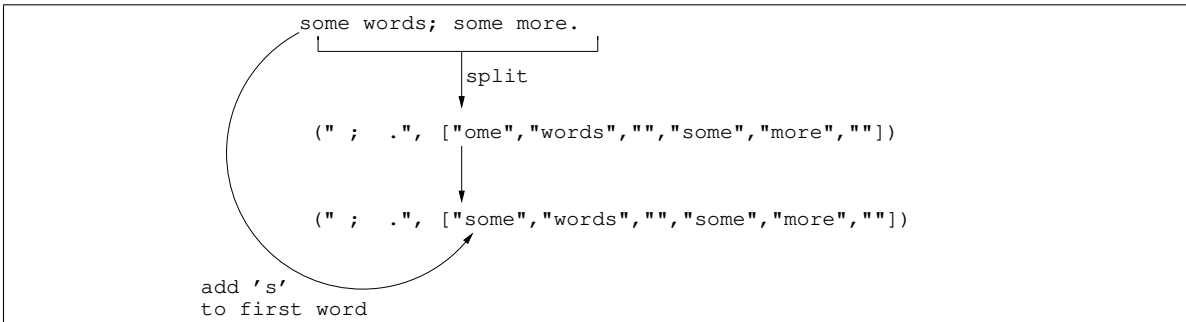 some words; some more.
split
(" ;  .", ["ome","words","","some","more",""])
(" ;  .", ["some","words","","some","more",""])
add ’s’
to first word